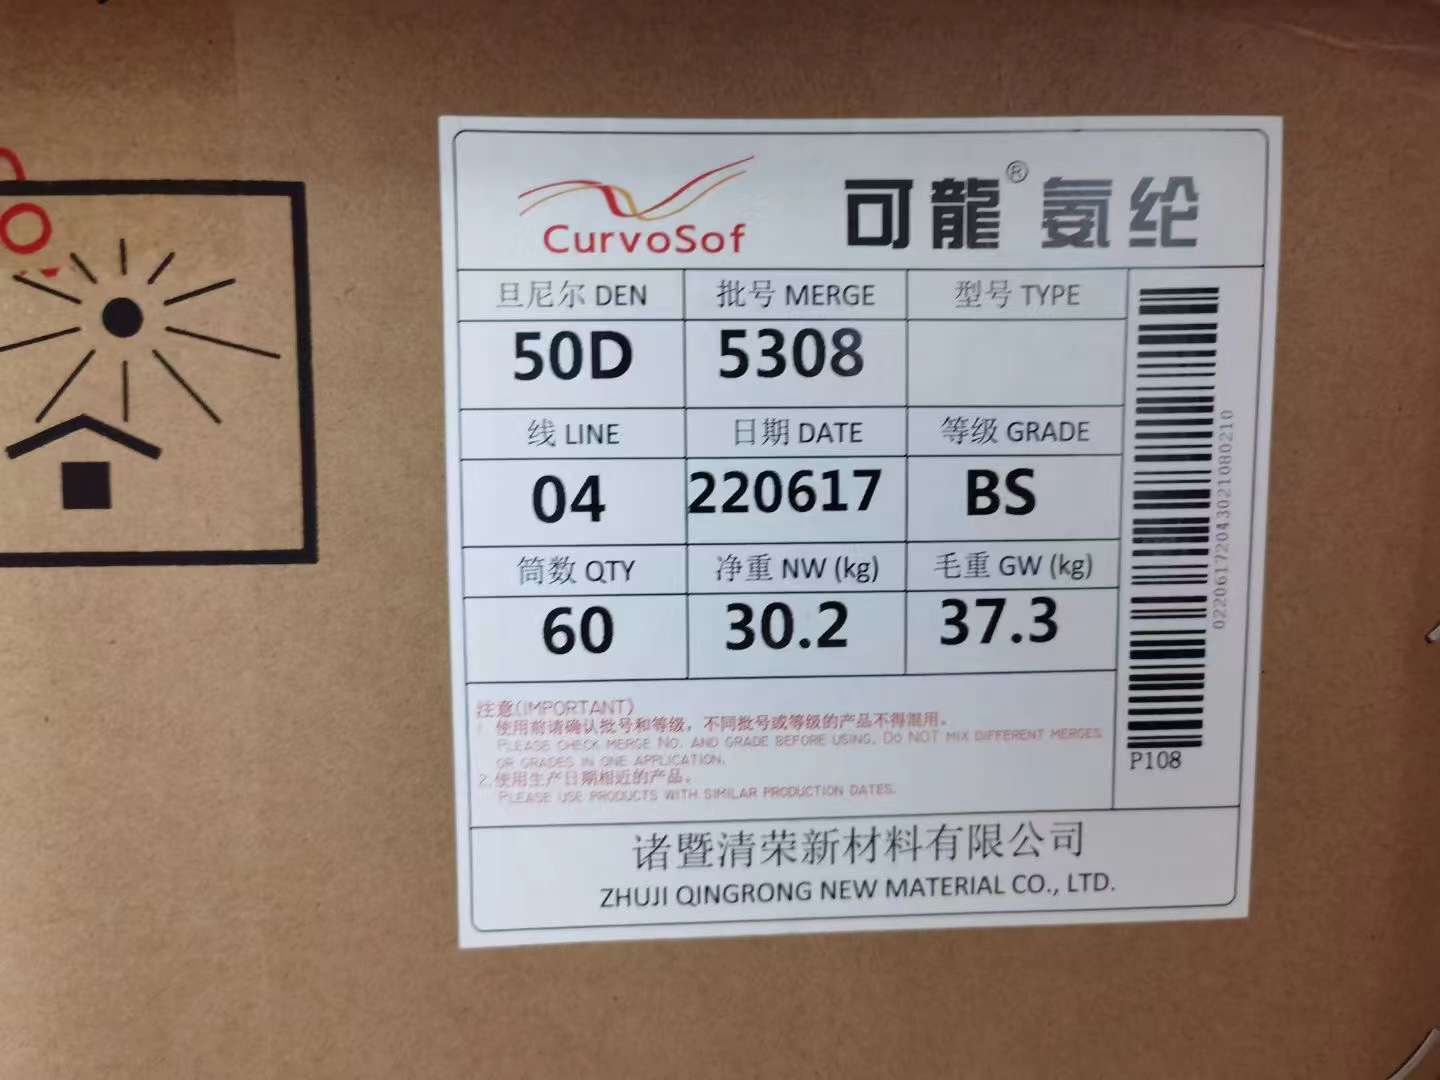 CurvoSof
可龍® 氨纶
旦尼尔 DEN 批号 MERGE 型号 TYPE
50D 5308
线 LINE 日期 DATE 等级 GRADE
04 220617 BS
筒数 QTY 净重 NW (kg) 毛重 GW (kg)
60 30.2 37.3
0220617204302108021​0
P108
注意(IMPORTANT)
1. 使用前请确认批号和等级，不同批号或等级的产品不得混用。
PLEASE CHECK MERGE NO. AND GRADE BEFORE USING. DO NOT MIX DIFFERENT MERGES
OR GRADES IN ONE APPLICATION.
2. 使用生产日期相近的产品。
PLEASE USE PRODUCTS WITH SIMILAR PRODUCTION DATES.
诸暨清荣新材料有限公司
ZHUJI QINGRONG NEW MATERIAL CO., LTD.